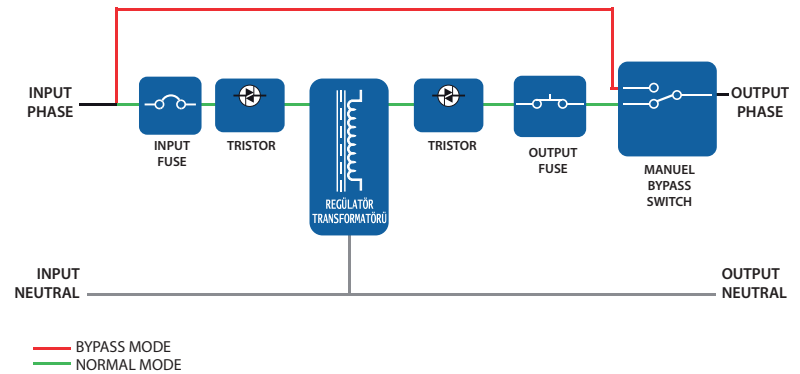 INPUT
PHASE
INPUT
FUSE
TRISTOR
REGÜLATÖR
TRANSFORMATÖRÜ
TRISTOR
OUTPUT
FUSE
MANUEL
BYPASS
SWITCH
OUTPUT
PHASE
INPUT
NEUTRAL
OUTPUT
NEUTRAL
BYPASS MODE
NORMAL MODE